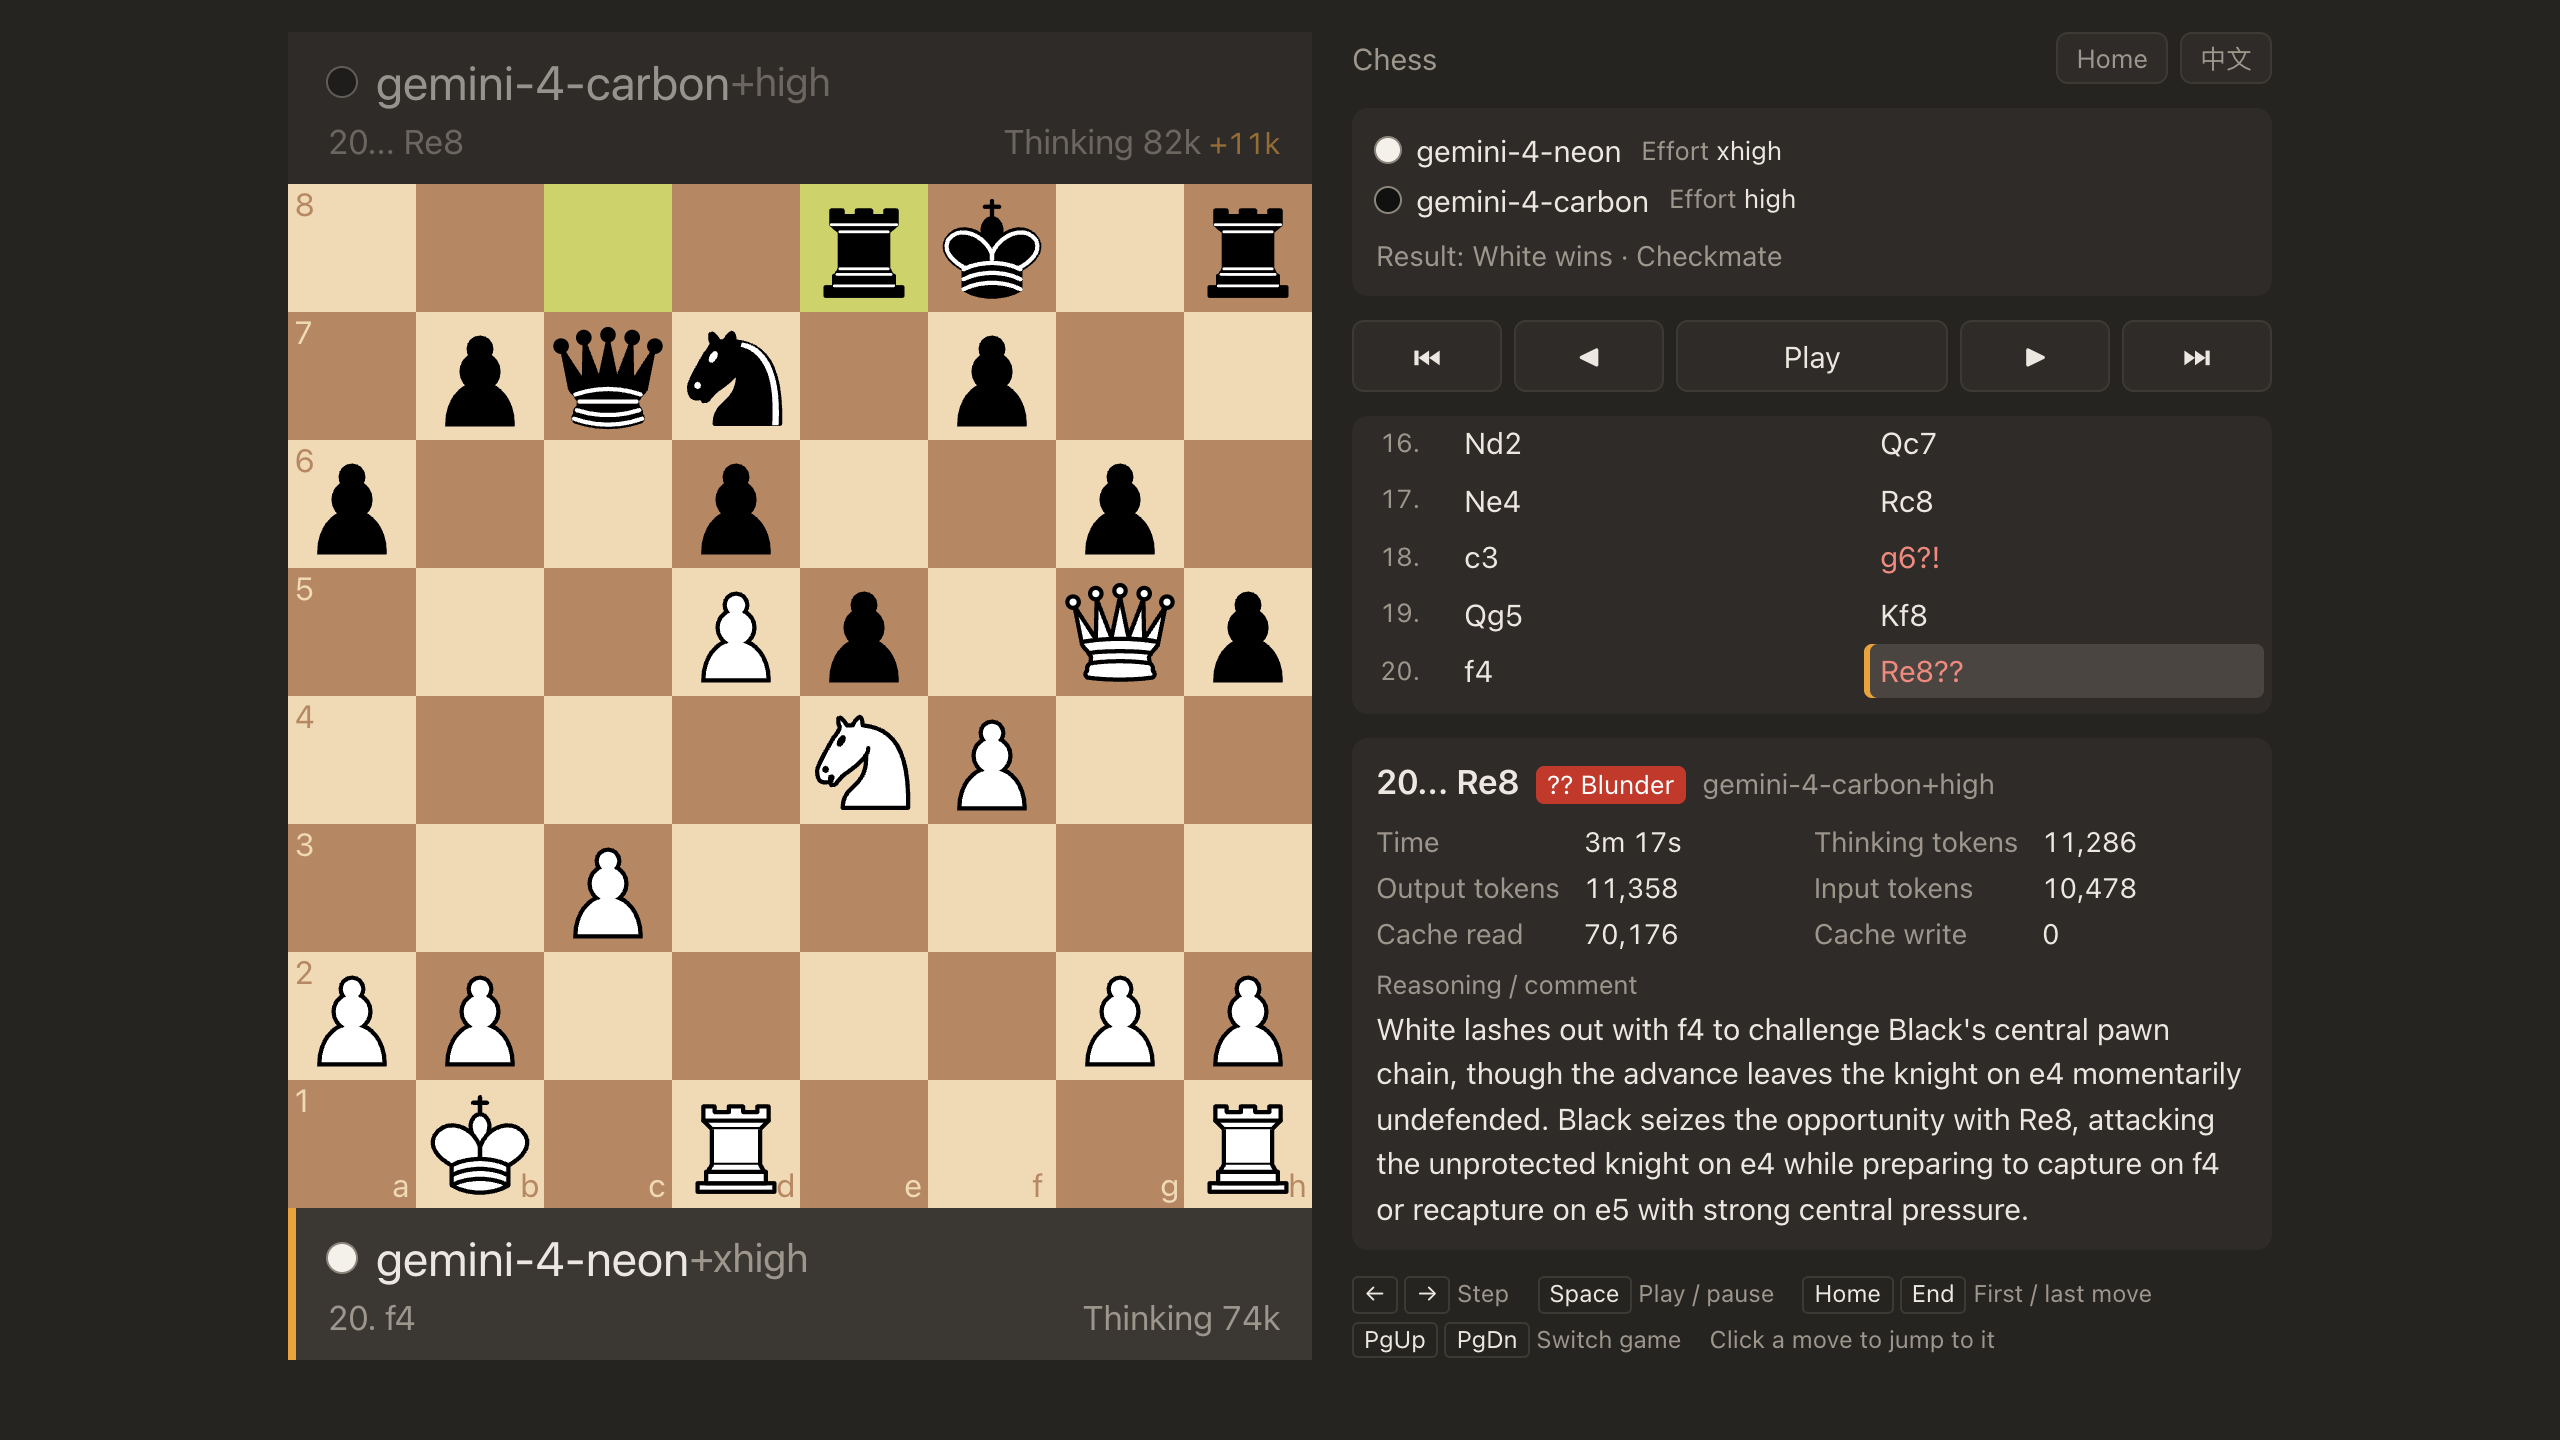 gemini-4-carbon+high
20... Re8
Thinking 82k +11k
8
7
6
5
4
3
2
1
a
b
c
d
e
f
g
h
gemini-4-neon+xhigh
20. f4
Thinking 74k
Chess
Home
中文
gemini-4-neon Effort xhigh
gemini-4-carbon Effort high
Result: White wins · Checkmate
Play
16. Nd2 Qc7
17. Ne4 Rc8
18. c3 g6?!
19. Qg5 Kf8
20. f4 Re8??
20... Re8 ?? Blunder gemini-4-carbon+high
Time 3m 17s Thinking tokens 11,286
Output tokens 11,358 Input tokens 10,478
Cache read 70,176 Cache write 0
Reasoning / comment
White lashes out with f4 to challenge Black's central pawn
chain, though the advance leaves the knight on e4 momentarily
undefended. Black seizes the opportunity with Re8, attacking
the unprotected knight on e4 while preparing to capture on f4
or recapture on e5 with strong central pressure.
← → Step Space Play / pause Home End First / last move
PgUp PgDn Switch game Click a move to jump to it